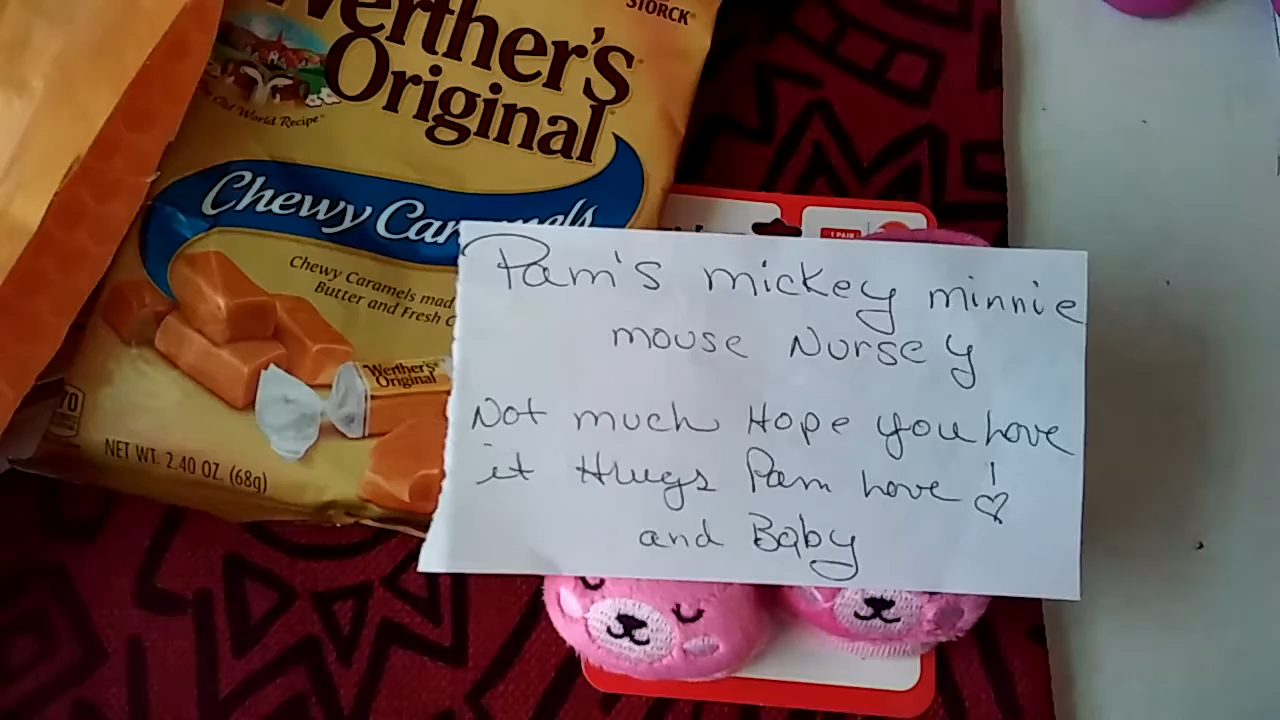 STORCK®
Werther's
Original
Old World Recipe®
Chewy
Chewy Caramels mad
Butter and Fresh
Werther's
Original
70
NET WT. 2.40 OZ. (68g)
1 PAIR
Pam's mickey minnie
mouse Nursey
Not much Hope you Love
it Hugs Pam Love !
and Baby